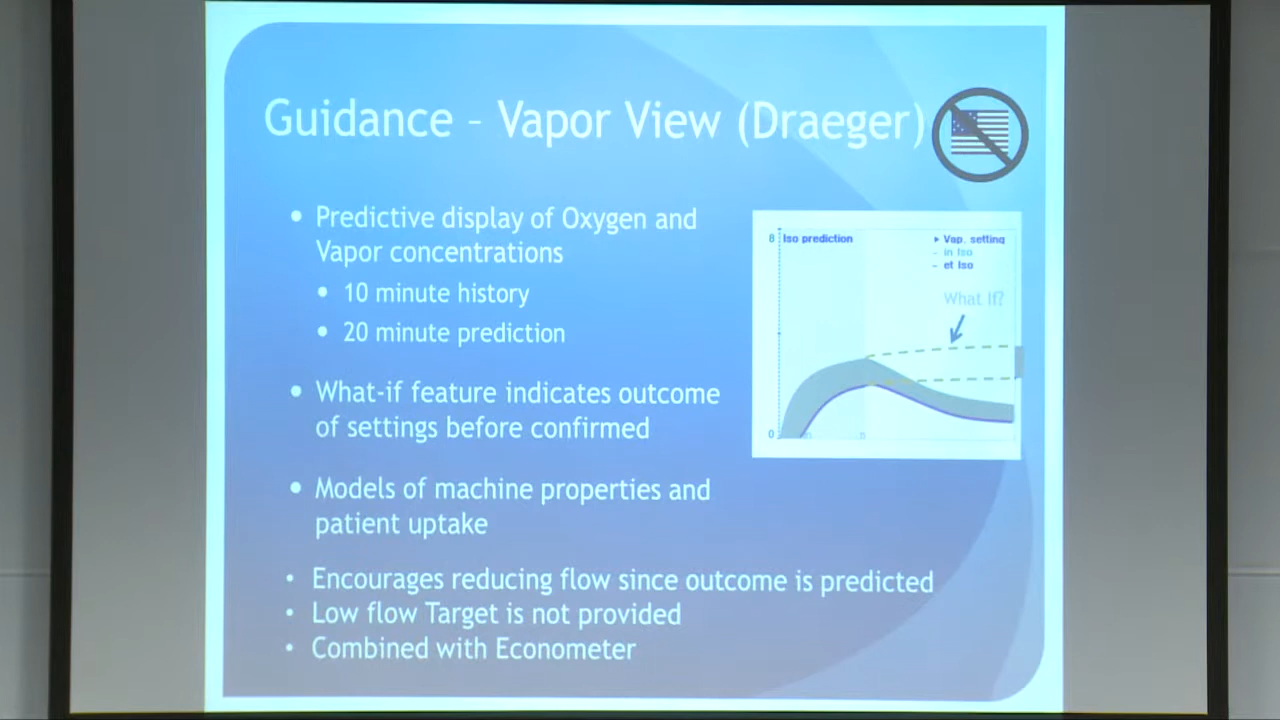 Guidance – Vapor View (Draeger)
• Predictive display of Oxygen and
Vapor concentrations
• 10 minute history
• 20 minute prediction
• What-if feature indicates outcome
of settings before confirmed
• Models of machine properties and
patient uptake
• Encourages reducing flow since outcome is predicted
• Low flow Target is not provided
• Combined with Econometer
8 Iso prediction
Vap. setting
in Iso
et Iso
What If?
0